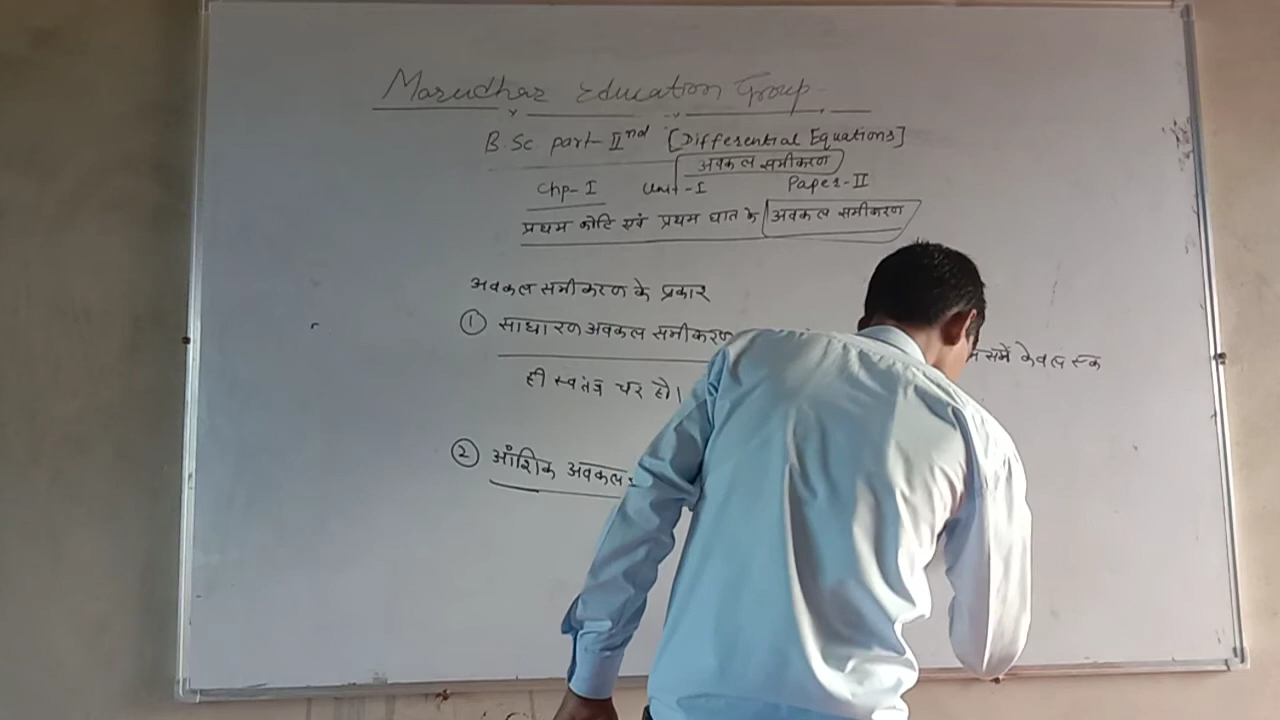 Marudhar Education Group
B.Sc part-IInd [Differential Equations]
अवकल समीकरण
Chp-I Unit-I Paper-II
प्रथम कोटि एवं प्रथम घात के अवकल समीकरण
अवकल समीकरण के प्रकार
① साधारण अवकल समीकरण केवल एक
ही स्वतंत्र चर हो।
② आँशिक अवकल